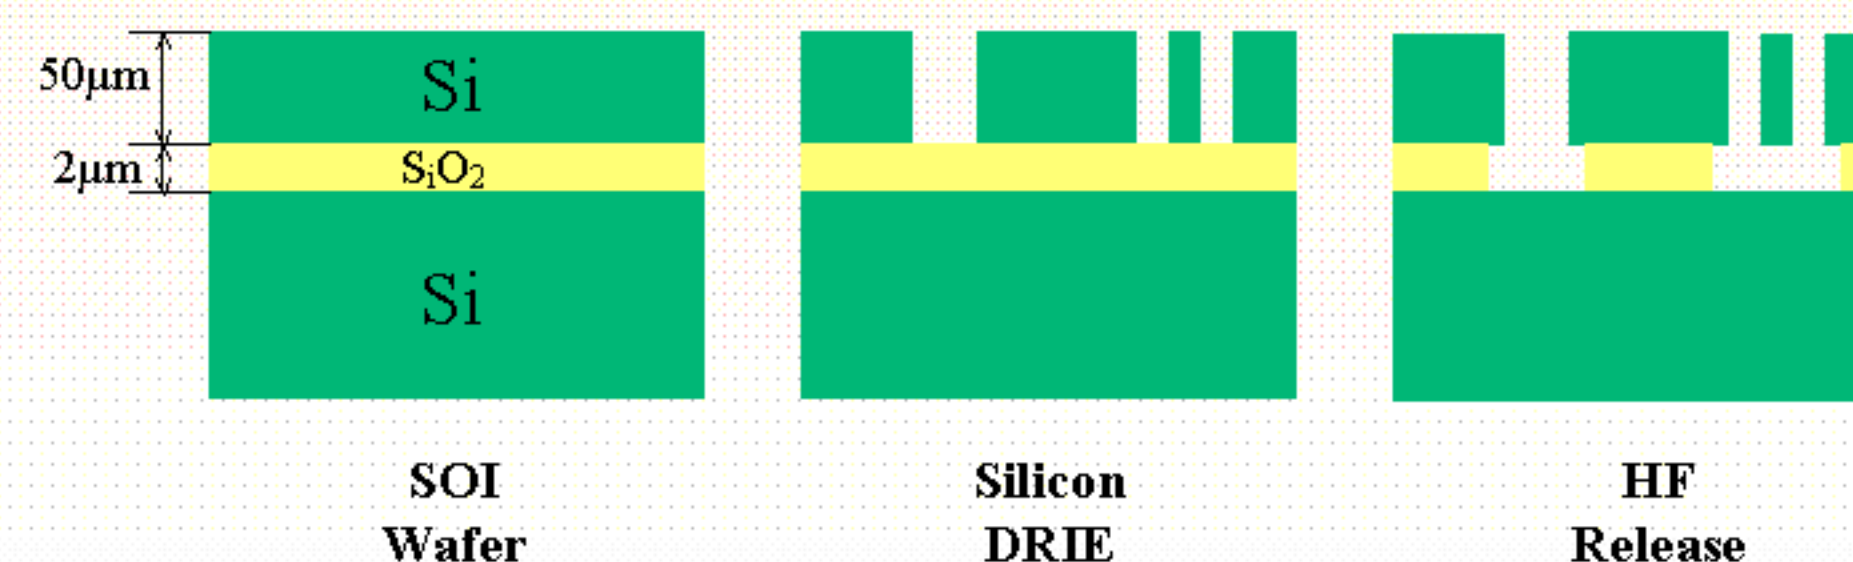 50μm
Si
2μm
SiO2
Si
SOI
Wafer
Silicon
DRIE
HF
Release